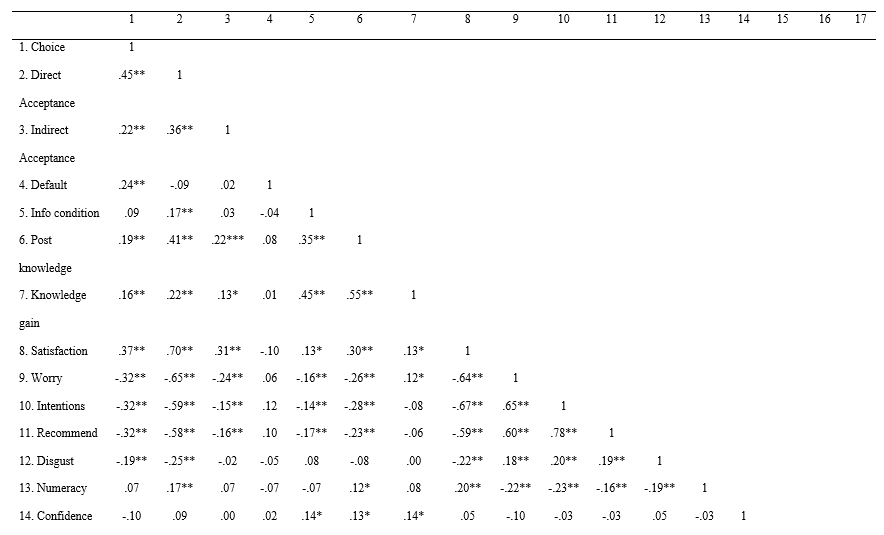 1 2 3 4 5 6 7 8 9 10 11 12 13 14 15 16 17
1. Choice 1
2. Direct .45** 1
Acceptance
3. Indirect .22** .36** 1
Acceptance
4. Default .24** -.09 .02 1
5. Info condition .09 .17** .03 -.04 1
6. Post .19** .41** .22*** .08 .35** 1
knowledge
7. Knowledge .16** .22** .13* .01 .45** .55** 1
gain
8. Satisfaction .37** .70** .31** -.10 .13* .30** .13* 1
9. Worry -.32** -.65** -.24** .06 -.16** -.26** .12* -.64** 1
10. Intentions -.32** -.59** -.15** .12 -.14** -.28** -.08 -.67** .65** 1
11. Recommend -.32** -.58** -.16** .10 -.17** -.23** -.06 -.59** .60** .78** 1
12. Disgust -.19** -.25** -.02 -.05 .08 -.08 .00 -.22** .18** .20** .19** 1
13. Numeracy .07 .17** .07 -.07 -.07 .12* .08 .20** -.22** -.23** -.16** -.19** 1
14. Confidence -.10 .09 .00 .02 .14* .13* .14* .05 -.10 -.03 -.03 .05 -.03 1